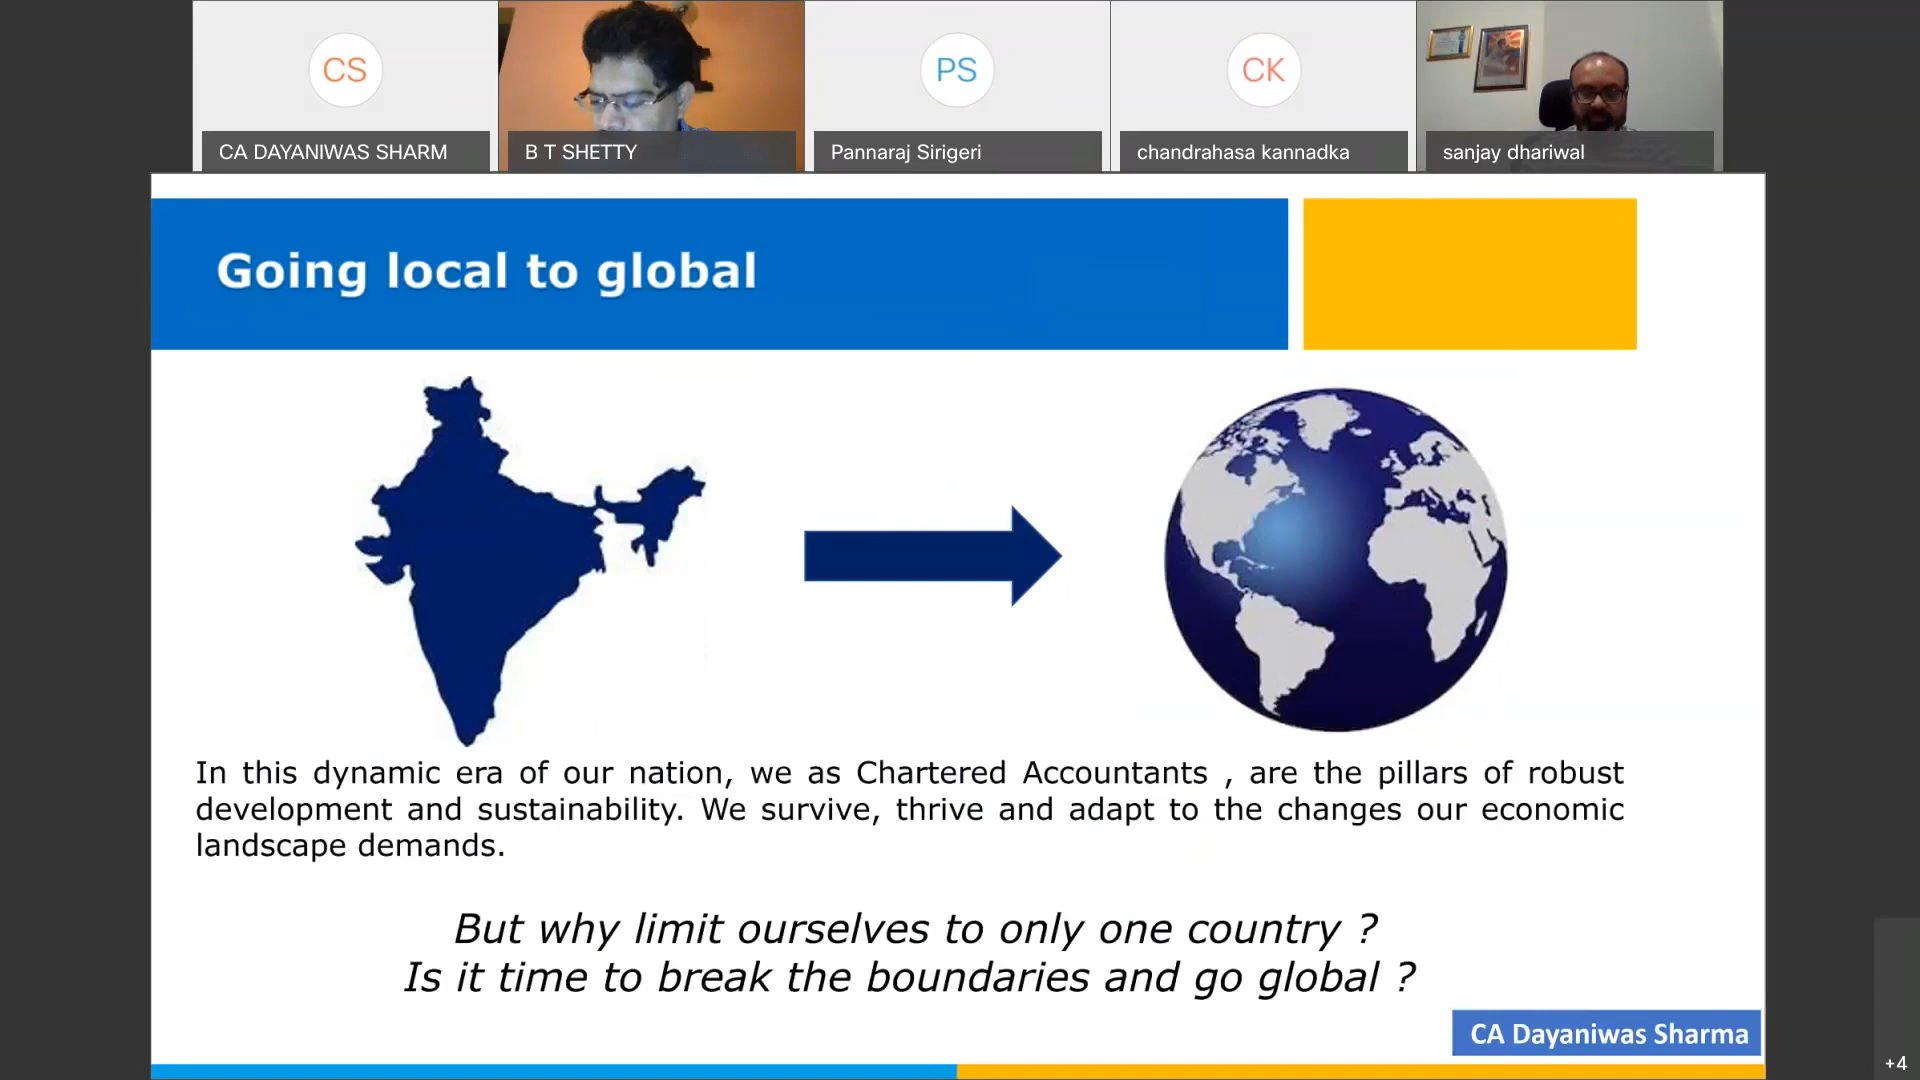 CS
PS
CK
CA DAYANIWAS SHARM
B T SHETTY
Pannaraj Sirigeri
chandrahasa kannadka
sanjay dhariwal
Going local to global
In this dynamic era of our nation, we as Chartered Accountants , are the pillars of robust
development and sustainability. We survive, thrive and adapt to the changes our economic
landscape demands.
But why limit ourselves to only one country ?
Is it time to break the boundaries and go global ?
CA Dayaniwas Sharma
+4